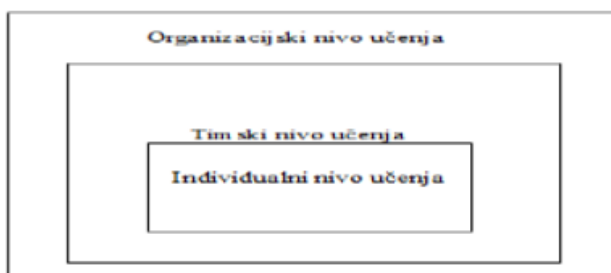 Organizacijski nivo učenja
Timski nivo učenja
Individualni nivo učenja